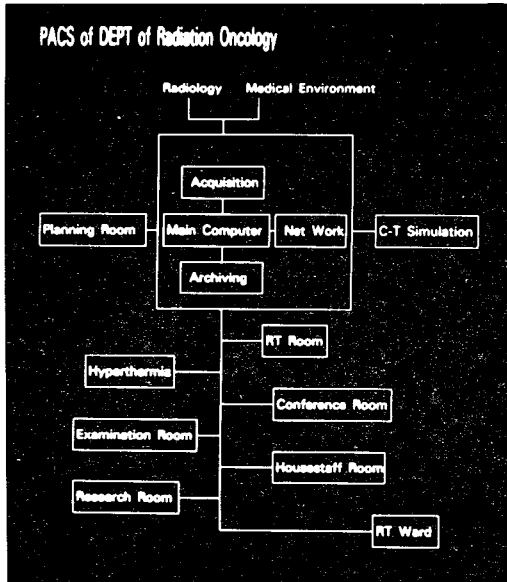 PACS of DEPT of Radiation Oncology
Radiology Medical Environment
Acquisition
Planning Room Main Computer Net Work C-T Simulation
Archiving
RT Room
Hyperthermis
Conference Room
Examination Room
Housestaff Room
Research Room
RT Ward